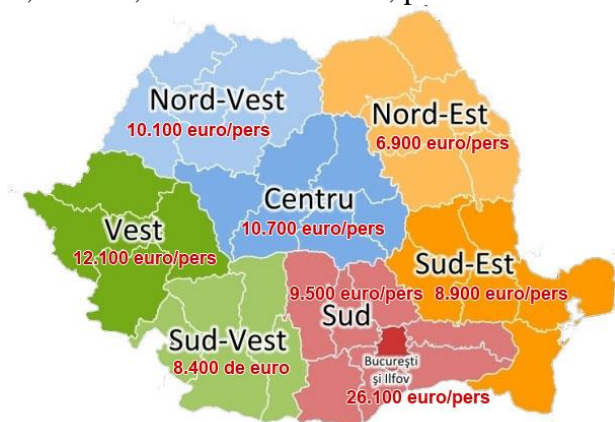 Nord-Vest
10.100 euro/pers
Nord-Est
6.900 euro/pers
Centru
10.700 euro/pers
Vest
12.100 euro/pers
Sud-Est
8.900 euro/pers
9.500 euro/pers
Sud
Sud-Vest
8.400 de euro
București
și Ilfov
26.100 euro/pers